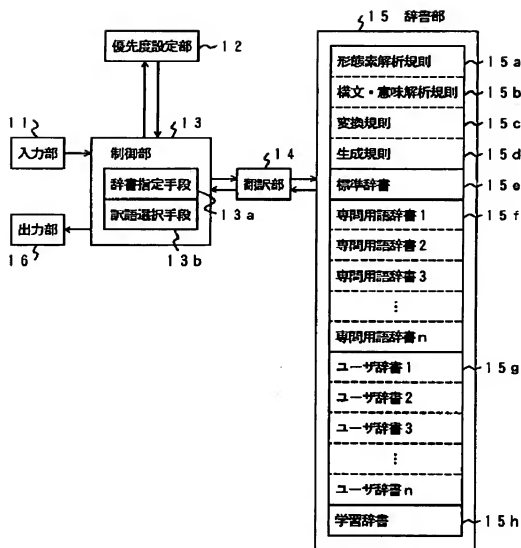 15 辞書部
優先度設定部 12
形態素解析規則 15a
構文・意味解析規則 15b
11
13
変換規則 15c
入力部
制御部
14
生成規則 15d
辞書指定手段
翻訳部
標準辞書 15e
13a
訳語選択手段
専門用語辞書1 15f
出力部
16
13b
専門用語辞書2
専門用語辞書3
⋮
専門用語辞書n
ユーザ辞書1 15g
ユーザ辞書2
ユーザ辞書3
⋮
ユーザ辞書n
学習辞書 15h